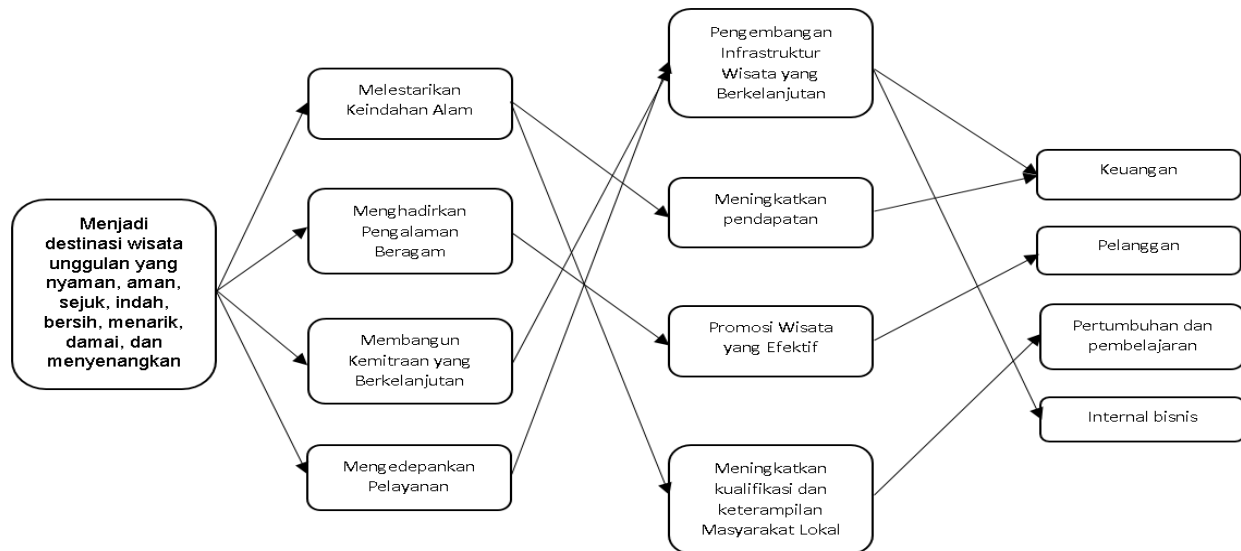 Menjadi
destinasi wisata
unggulan yang
nyaman, aman,
sejuk, indah,
bersih, menarik,
damai, dan
menyenangkan
Melestarikan
Keindahan Alam
Menghadirkan
Pengalaman
Beragam
Membangun
Kemitraan yang
Berkelanjutan
Mengedepankan
Pelayanan
Pengembangan
Infrastruktur
Wisata yang
Berkelanjutan
Meningkatkan
pendapatan
Promosi Wisata
yang Efektif
Meningkatkan
kualifikasi dan
keterampilan
Masyarakat Lokal
Keuangan
Pelanggan
Pertumbuhan dan
pembelajaran
Internal bisnis